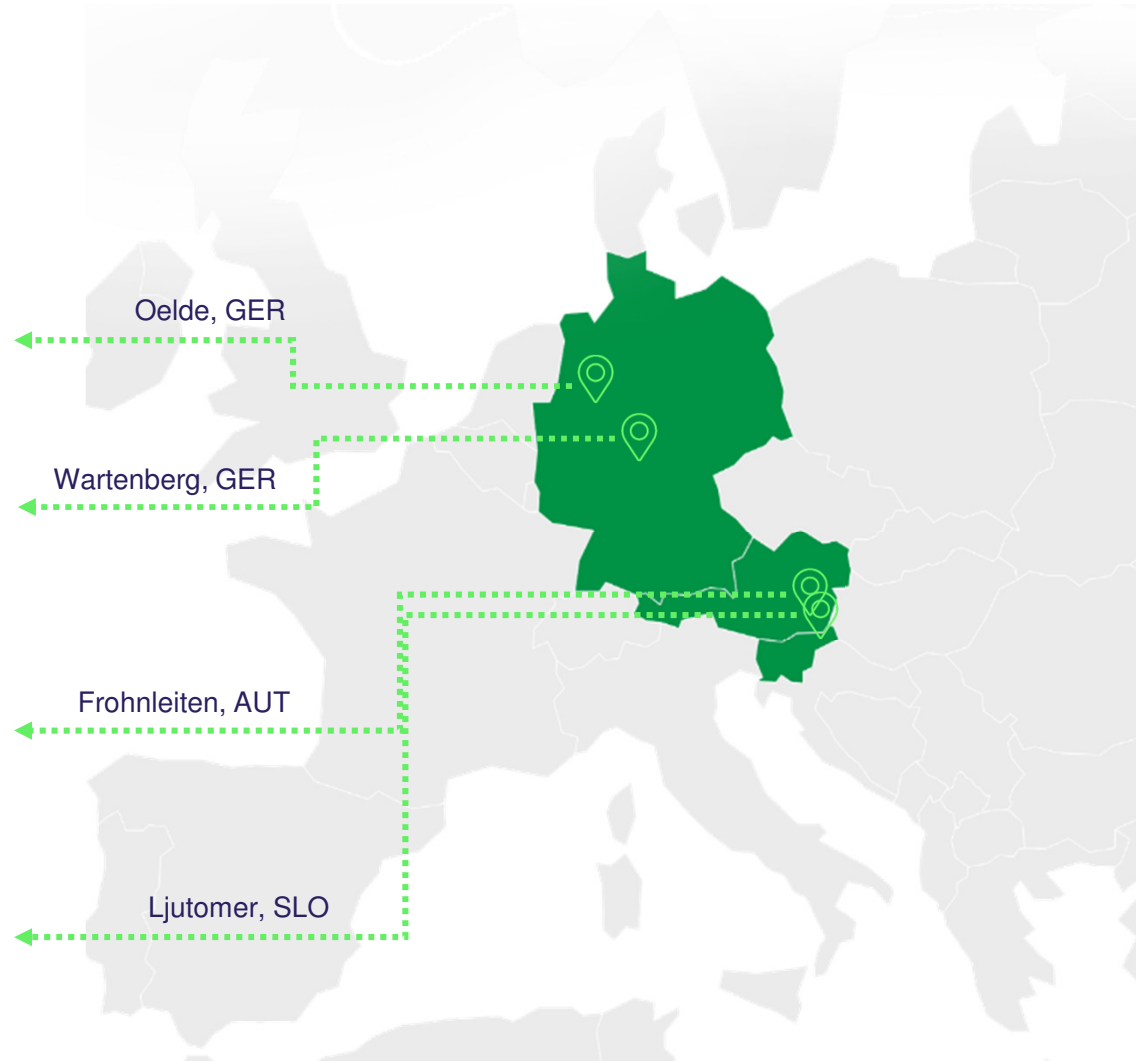 Oelde, GER
Wartenberg, GER
Frohnleiten, AUT
Ljutomer, SLO